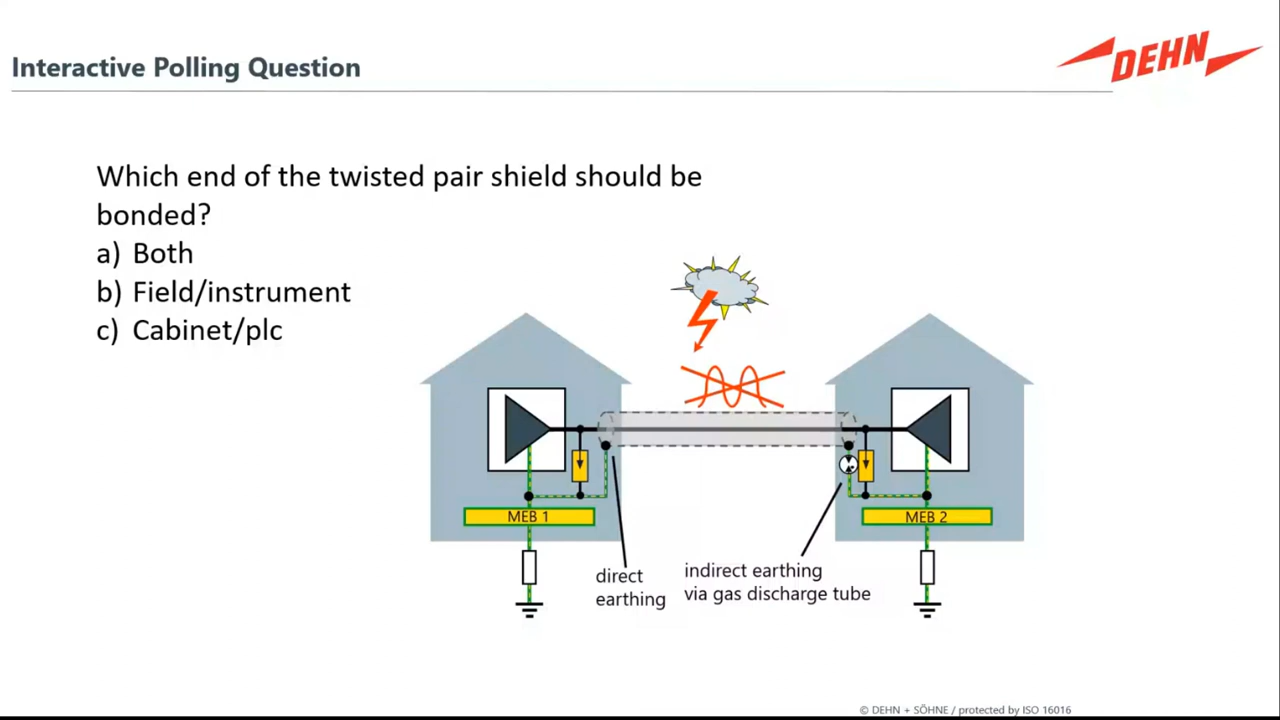 Interactive Polling Question
DEHN
Which end of the twisted pair shield should be
bonded?
a) Both
b) Field/instrument
c) Cabinet/plc
MEB 1
MEB 2
direct
earthing
indirect earthing
via gas discharge tube
© DEHN + SÖHNE / protected by ISO 16016